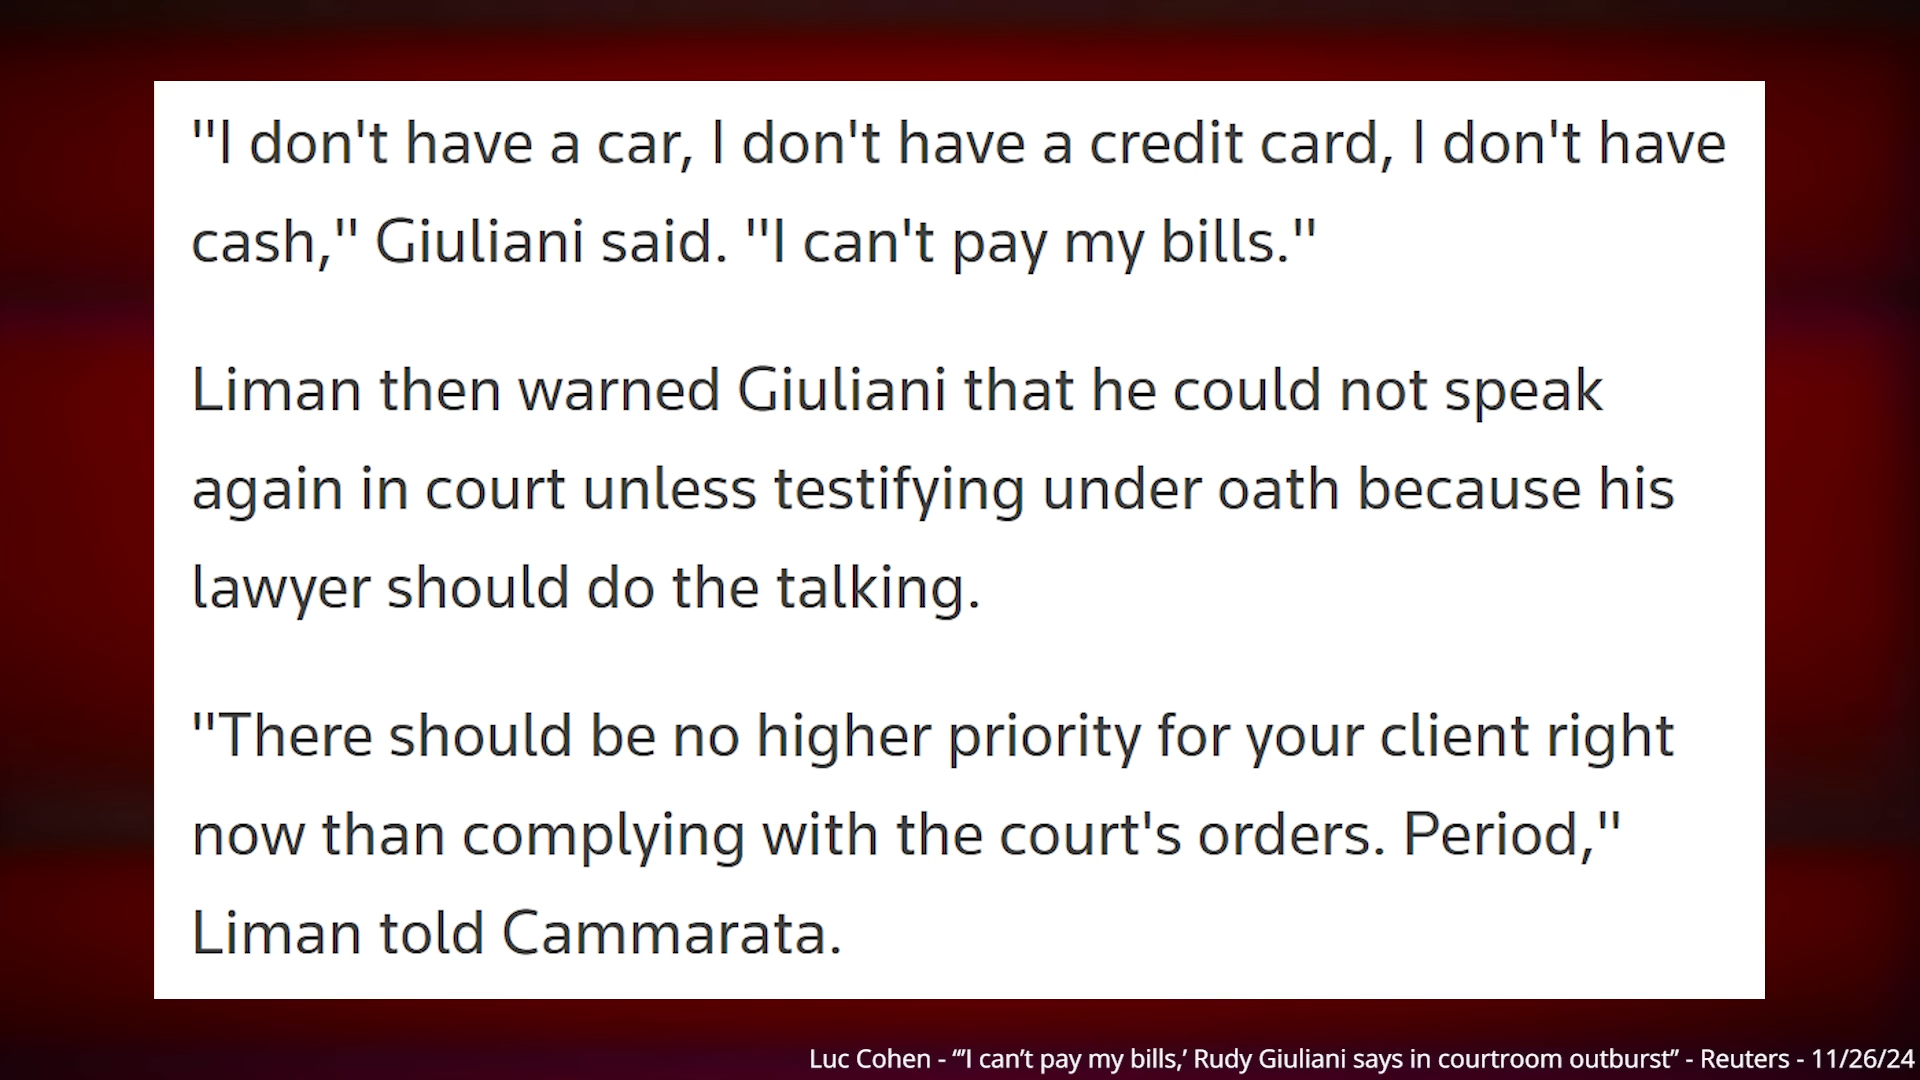 "I don't have a car, I don't have a credit card, I don't have
cash," Giuliani said. "I can't pay my bills."
Liman then warned Giuliani that he could not speak
again in court unless testifying under oath because his
lawyer should do the talking.
"There should be no higher priority for your client right
now than complying with the court's orders. Period,"
Liman told Cammarata.
Luc Cohen - “‘I can’t pay my bills,’ Rudy Giuliani says in courtroom outburst” - Reuters - 11/26/24